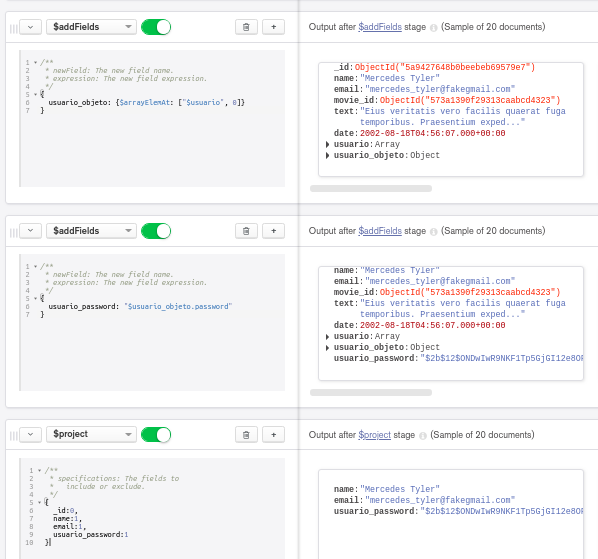 $addFields
+
Output after $addFields stage (Sample of 20 documents)
1 /**
2 * newField: The new field name.
3 * expression: The new field expression.
4 */
5 {
6 usuario_objeto: {$arrayElemAt: ["$usuario", 0]}
7 }
_id:ObjectId("5a9427648b0beebeb69579e7")
name:"Mercedes Tyler"
email:"mercedes_tyler@fakegmail.com"
movie_id:ObjectId("573a1390f29313caabcd4323")
text:"Eius veritatis vero facilis quaerat fuga
temporibus. Praesentium exped..."
date:2002-08-18T04:56:07.000+00:00
usuario:Array
usuario_objeto:Object
$addFields
+
Output after $addFields stage (Sample of 20 documents)
1 /**
2 * newField: The new field name.
3 * expression: The new field expression.
4 */
5 {
6 usuario_password: "$usuario_objeto.password"
7 }
name:"Mercedes Tyler"
email:"mercedes_tyler@fakegmail.com"
movie_id:ObjectId("573a1390f29313caabcd4323")
text:"Eius veritatis vero facilis quaerat fuga
temporibus. Praesentium exped..."
date:2002-08-18T04:56:07.000+00:00
usuario:Array
usuario_objeto:Object
usuario_password:"$2b$12$ONDwIwR9NKF1Tp5GjGI12e8OF
$project
+
Output after $project stage (Sample of 20 documents)
1 /**
2 * specifications: The fields to
3 * include or exclude.
4 */
5 {
6 _id:0,
7 name:1,
8 email:1,
9 usuario_password:1
10 }
name:"Mercedes Tyler"
email:"mercedes_tyler@fakegmail.com"
usuario_password:"$2b$12$ONDwIwR9NKF1Tp5GjGI12e8OF